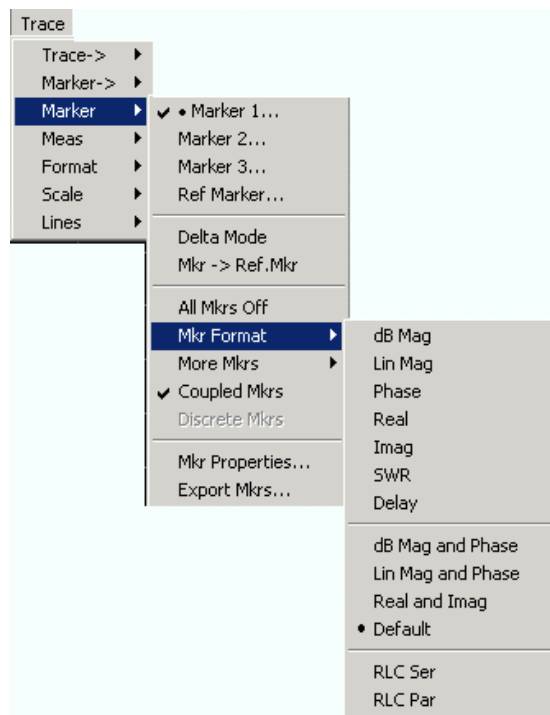 Trace
Trace->
Marker->
Marker
Meas
Format
Scale
Lines
• Marker 1...
Marker 2...
Marker 3...
Ref Marker...
Delta Mode
Mkr -> Ref.Mkr
All Mkrs Off
Mkr Format
More Mkrs
Coupled Mkrs
Discrete Mkrs
Mkr Properties...
Export Mkrs...
dB Mag
Lin Mag
Phase
Real
Imag
SWR
Delay
dB Mag and Phase
Lin Mag and Phase
Real and Imag
• Default
RLC Ser
RLC Par